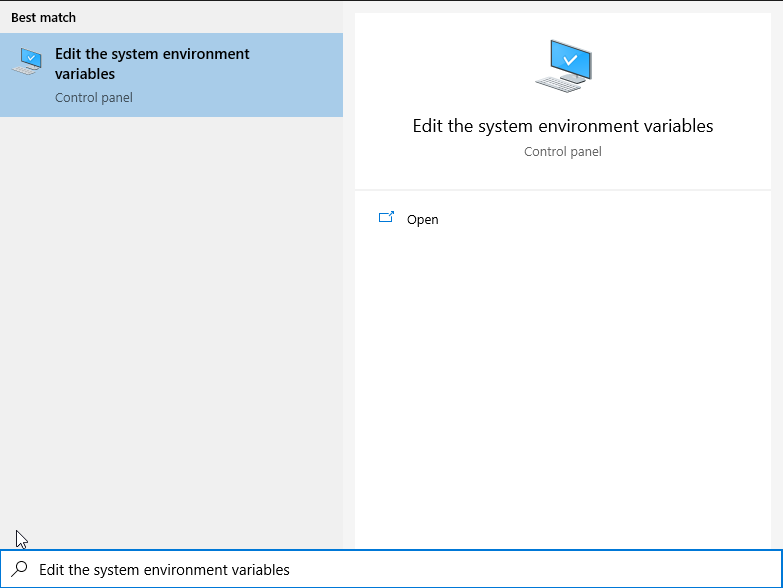 Best match
Edit the system environment
variables
Control panel
Edit the system environment variables
Control panel
Open
Edit the system environment variables